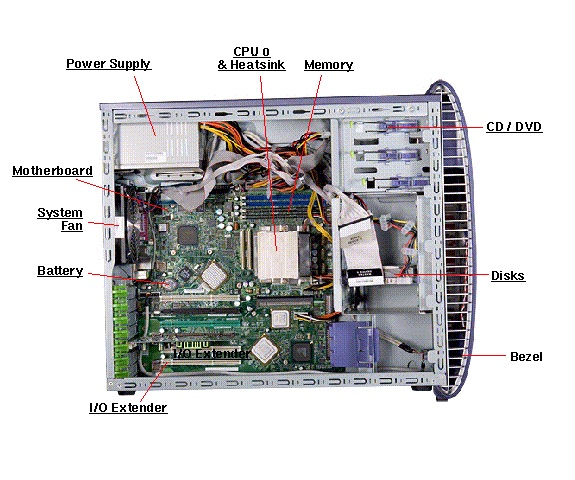 CPU 0
& Heatsink
Power Supply
Memory
CD / DVD
Motherboard
System
Fan
Battery
Disks
I/O Extender
Bezel
I/O Extender